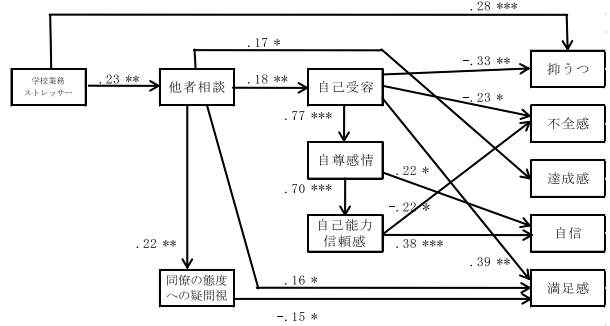 .28 ***
.17 *
-.33 **
抑うつ
学校業務
ストレッサー
.23 **
他者相談
.18 **
自己受容
-.23 *
.77 ***
不全感
自尊感情
.22 *
達成感
.70 ***
-.22 *
自己能力
信頼感
.38 ***
自信
.22 **
.39 **
同僚の態度
への疑問視
.16 *
満足感
-.15 *